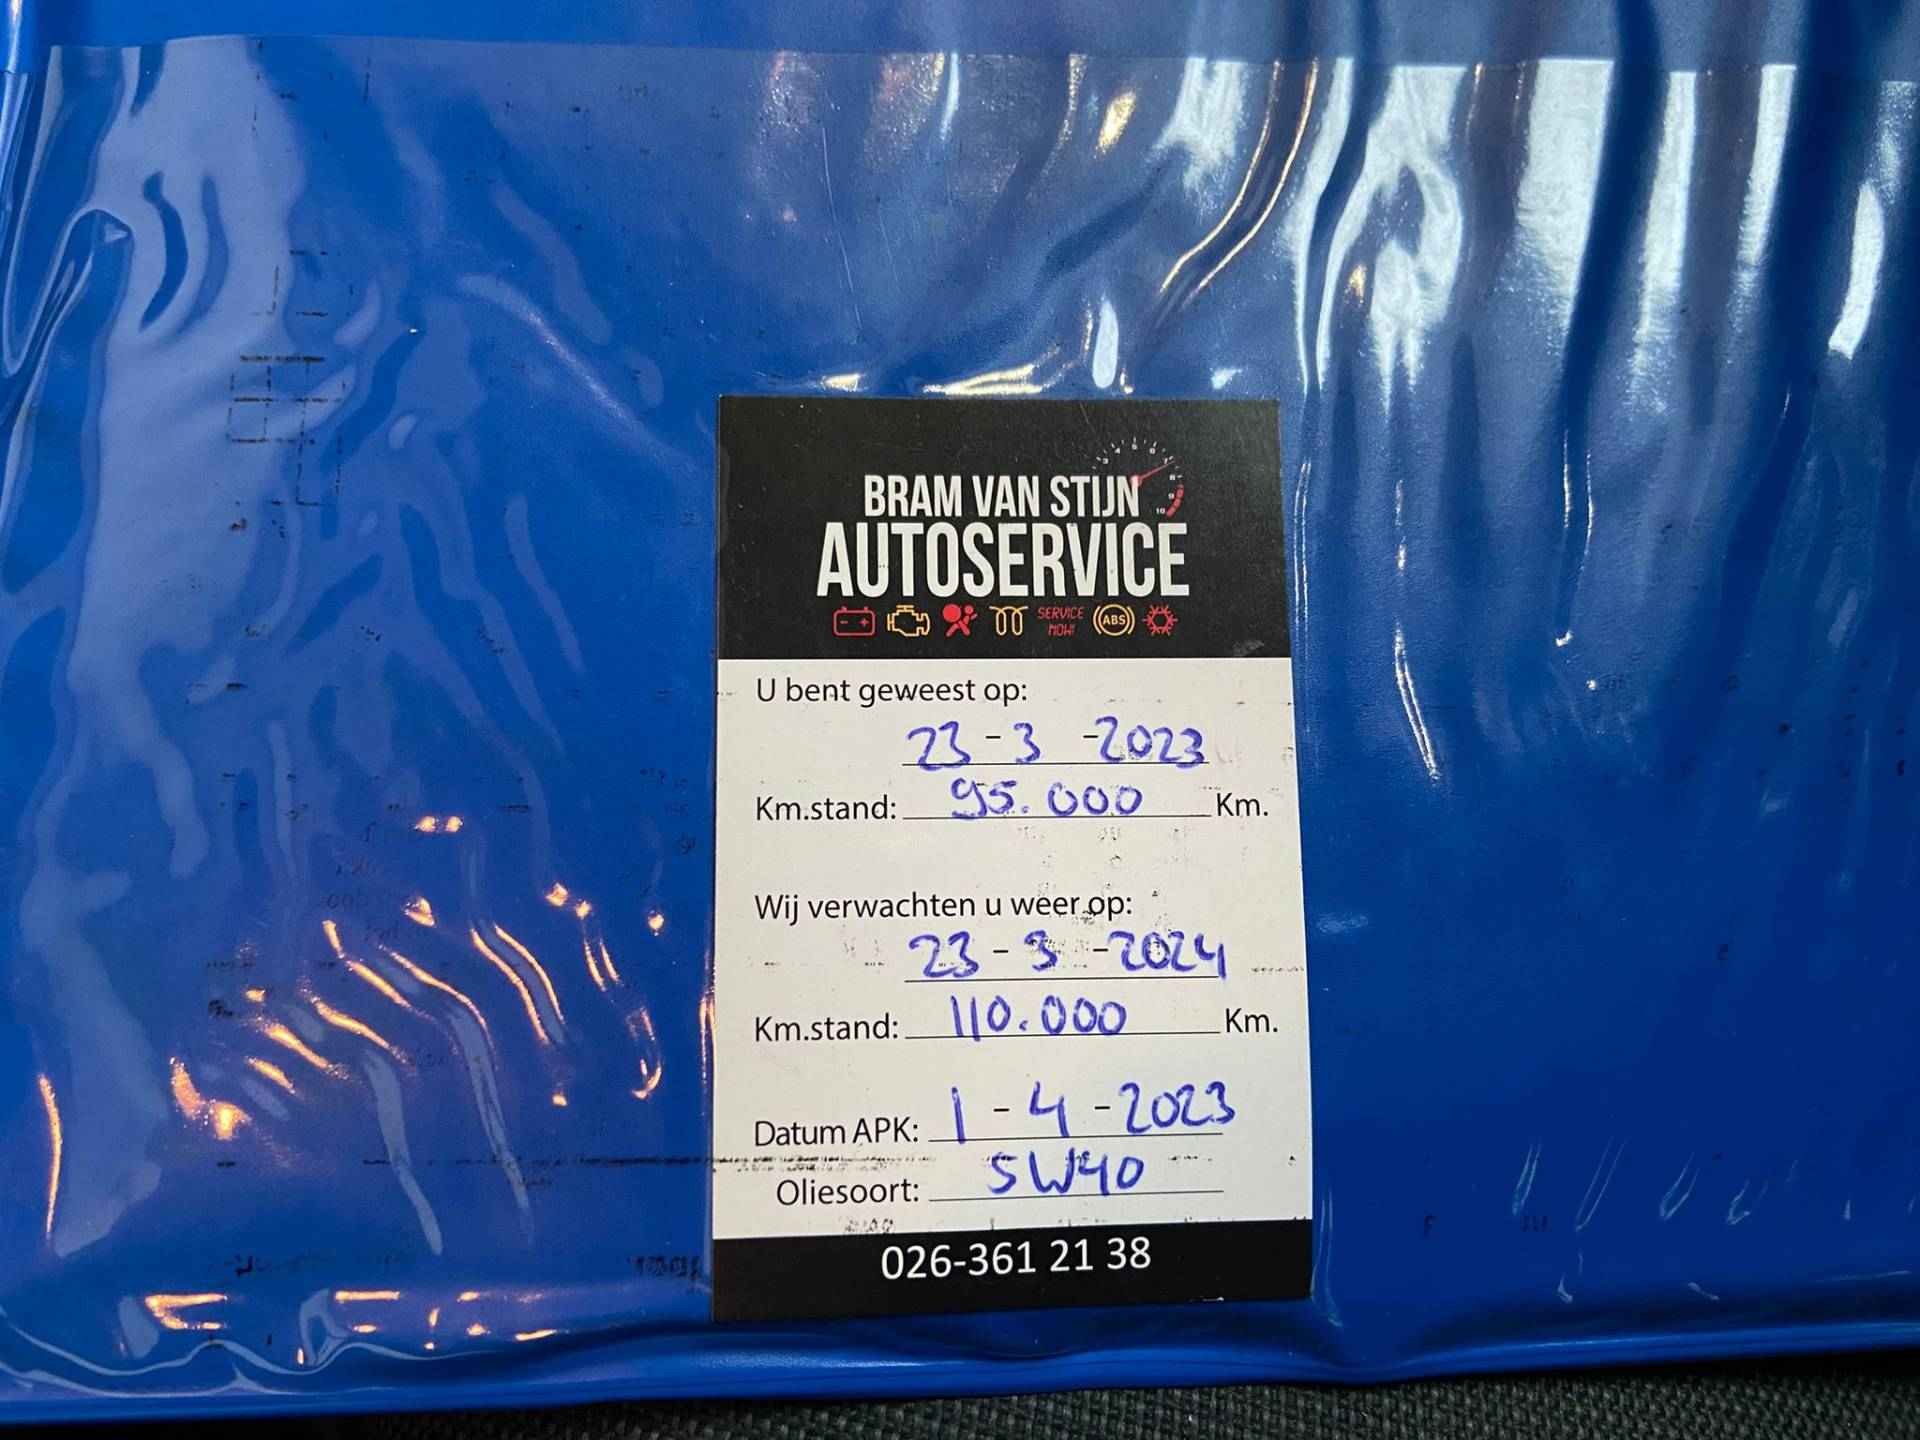 BRAM VAN STIJN
AUTOSERVICE
SERVICE
NOW!
ABS
U bent geweest op:
23-3-2023
Km.stand: 95.000 Km.
Wij verwachten u weer op:
23-3-2024
Km.stand: 110.000 Km.
Datum APK: 1-4-2023
Oliesoort: 5W40
026-361 21 38